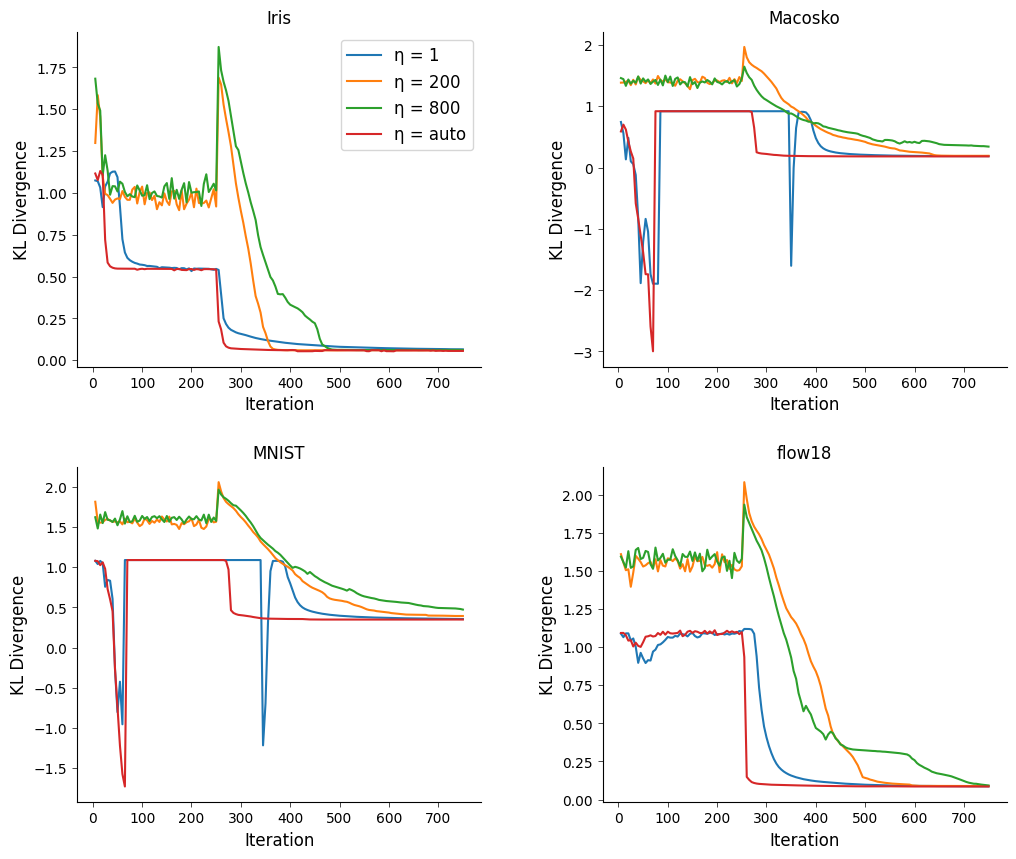 Iris
η = 1
η = 200
η = 800
η = auto
1.75
1.50
1.25
1.00
0.75
0.50
0.25
0.00
KL Divergence
0 100 200 300 400 500 600 700
Iteration
Macosko
2
1
0
−1
−2
−3
KL Divergence
0 100 200 300 400 500 600 700
Iteration
MNIST
2.0
1.5
1.0
0.5
0.0
−0.5
−1.0
−1.5
KL Divergence
0 100 200 300 400 500 600 700
Iteration
flow18
2.00
1.75
1.50
1.25
1.00
0.75
0.50
0.25
0.00
KL Divergence
0 100 200 300 400 500 600 700
Iteration